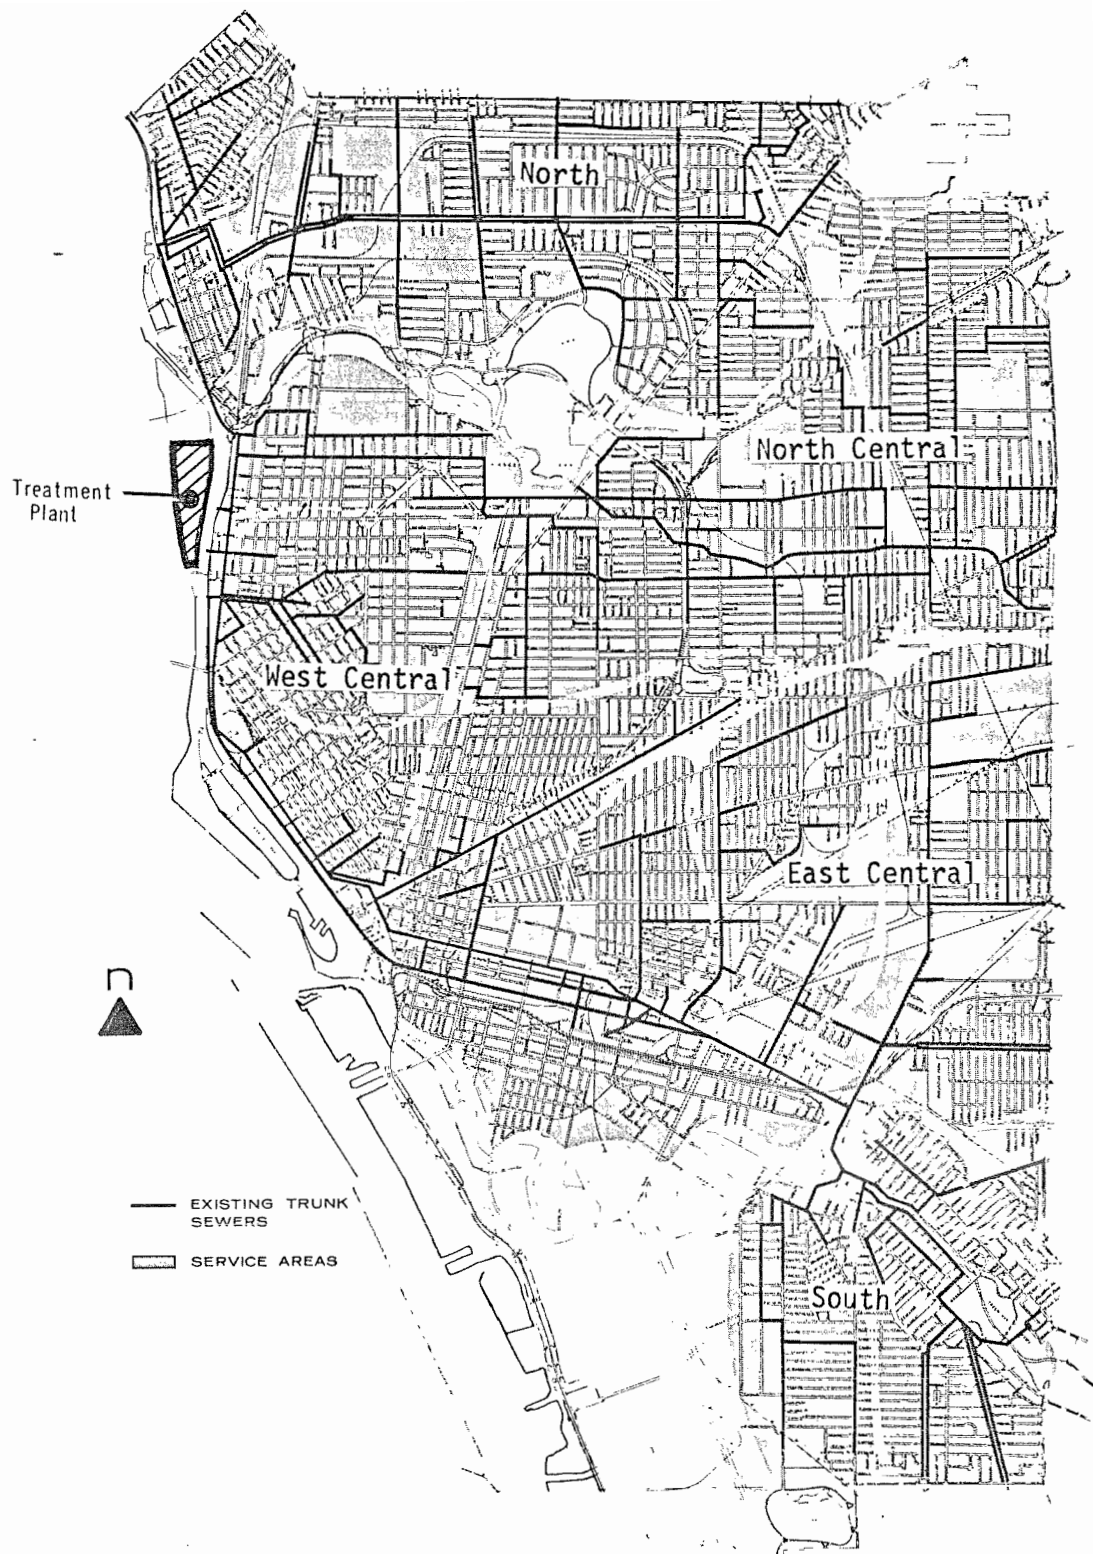 North
North Central
Treatment
Plant
West Central
East Central
n
EXISTING TRUNK
SEWERS
SERVICE AREAS
South